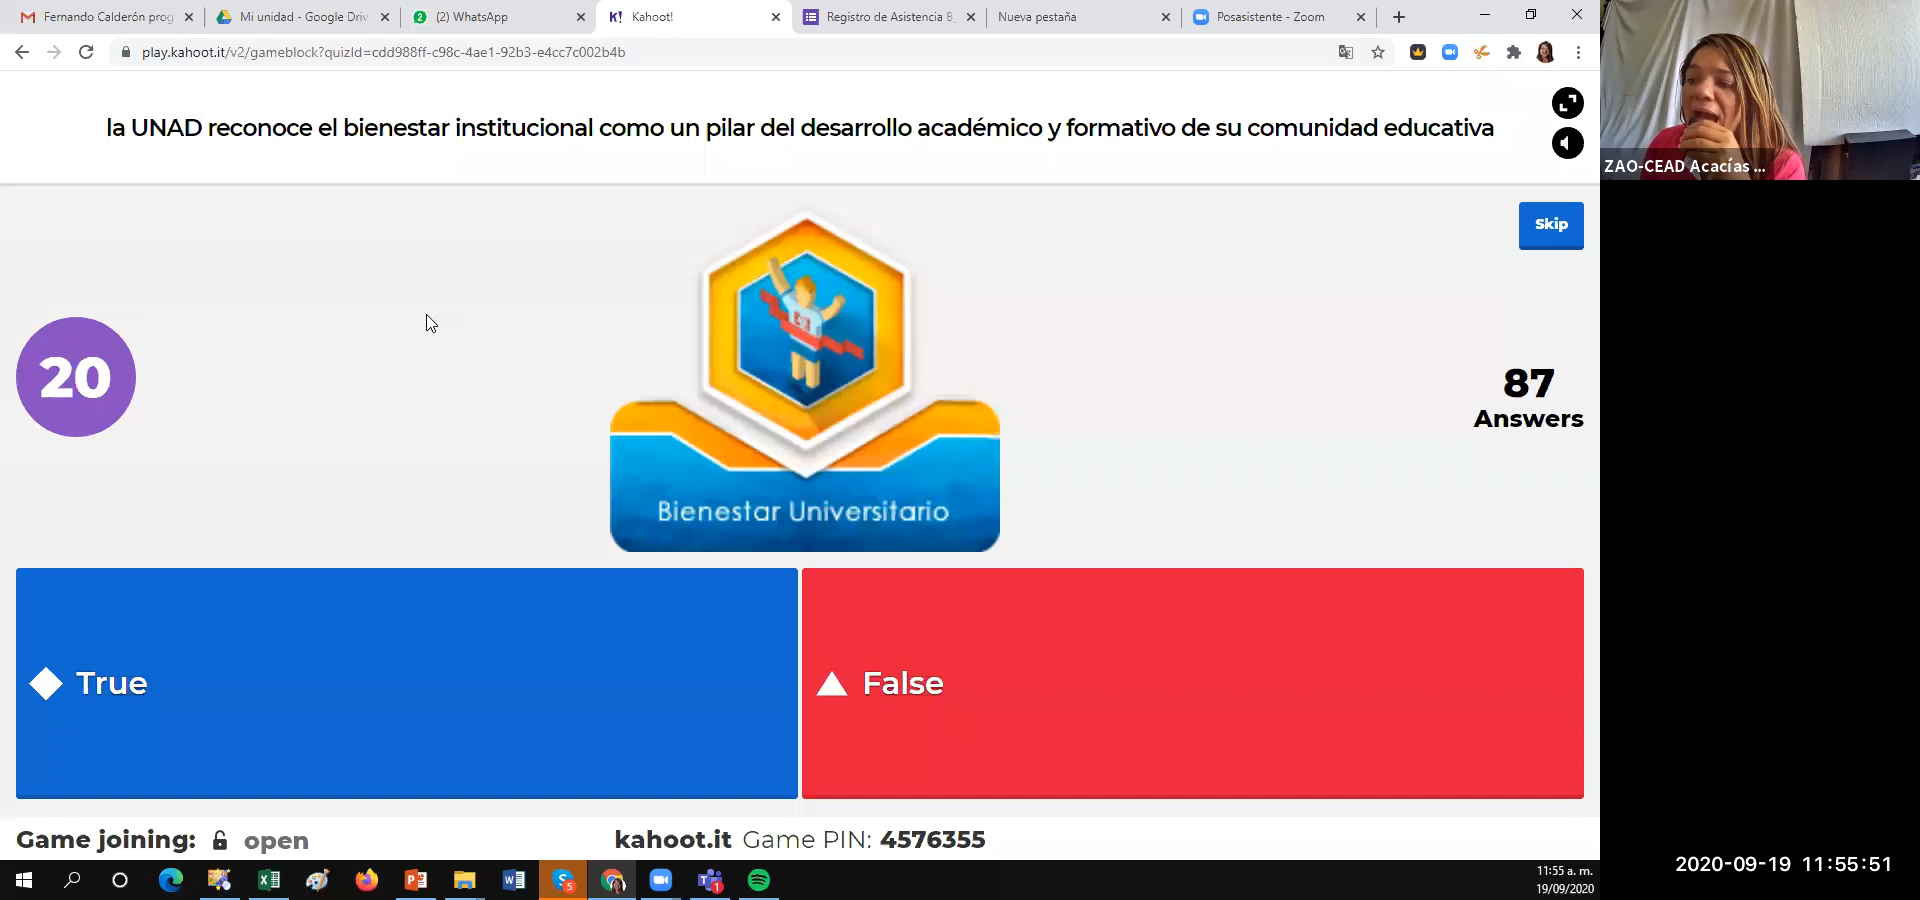 Fernando Calderón prog
Mi unidad - Google Driv
(2) WhatsApp
Kahoot!
Registro de Asistencia B_
Nueva pestaña
Posasistente - Zoom
play.kahoot.it/v2/gameblock?quizId=cdd988ff-c98c-4ae1-92b3-e4cc7c002b4b
la UNAD reconoce el bienestar institucional como un pilar del desarrollo académico y formativo de su comunidad educativa
ZAO-CEAD Acacías ...
Skip
20
87
Answers
Bienestar Universitario
True
False
Game joining: open
kahoot.it Game PIN: 4576355
11:55 a. m.
19/09/2020
2020-09-19 11:55:51